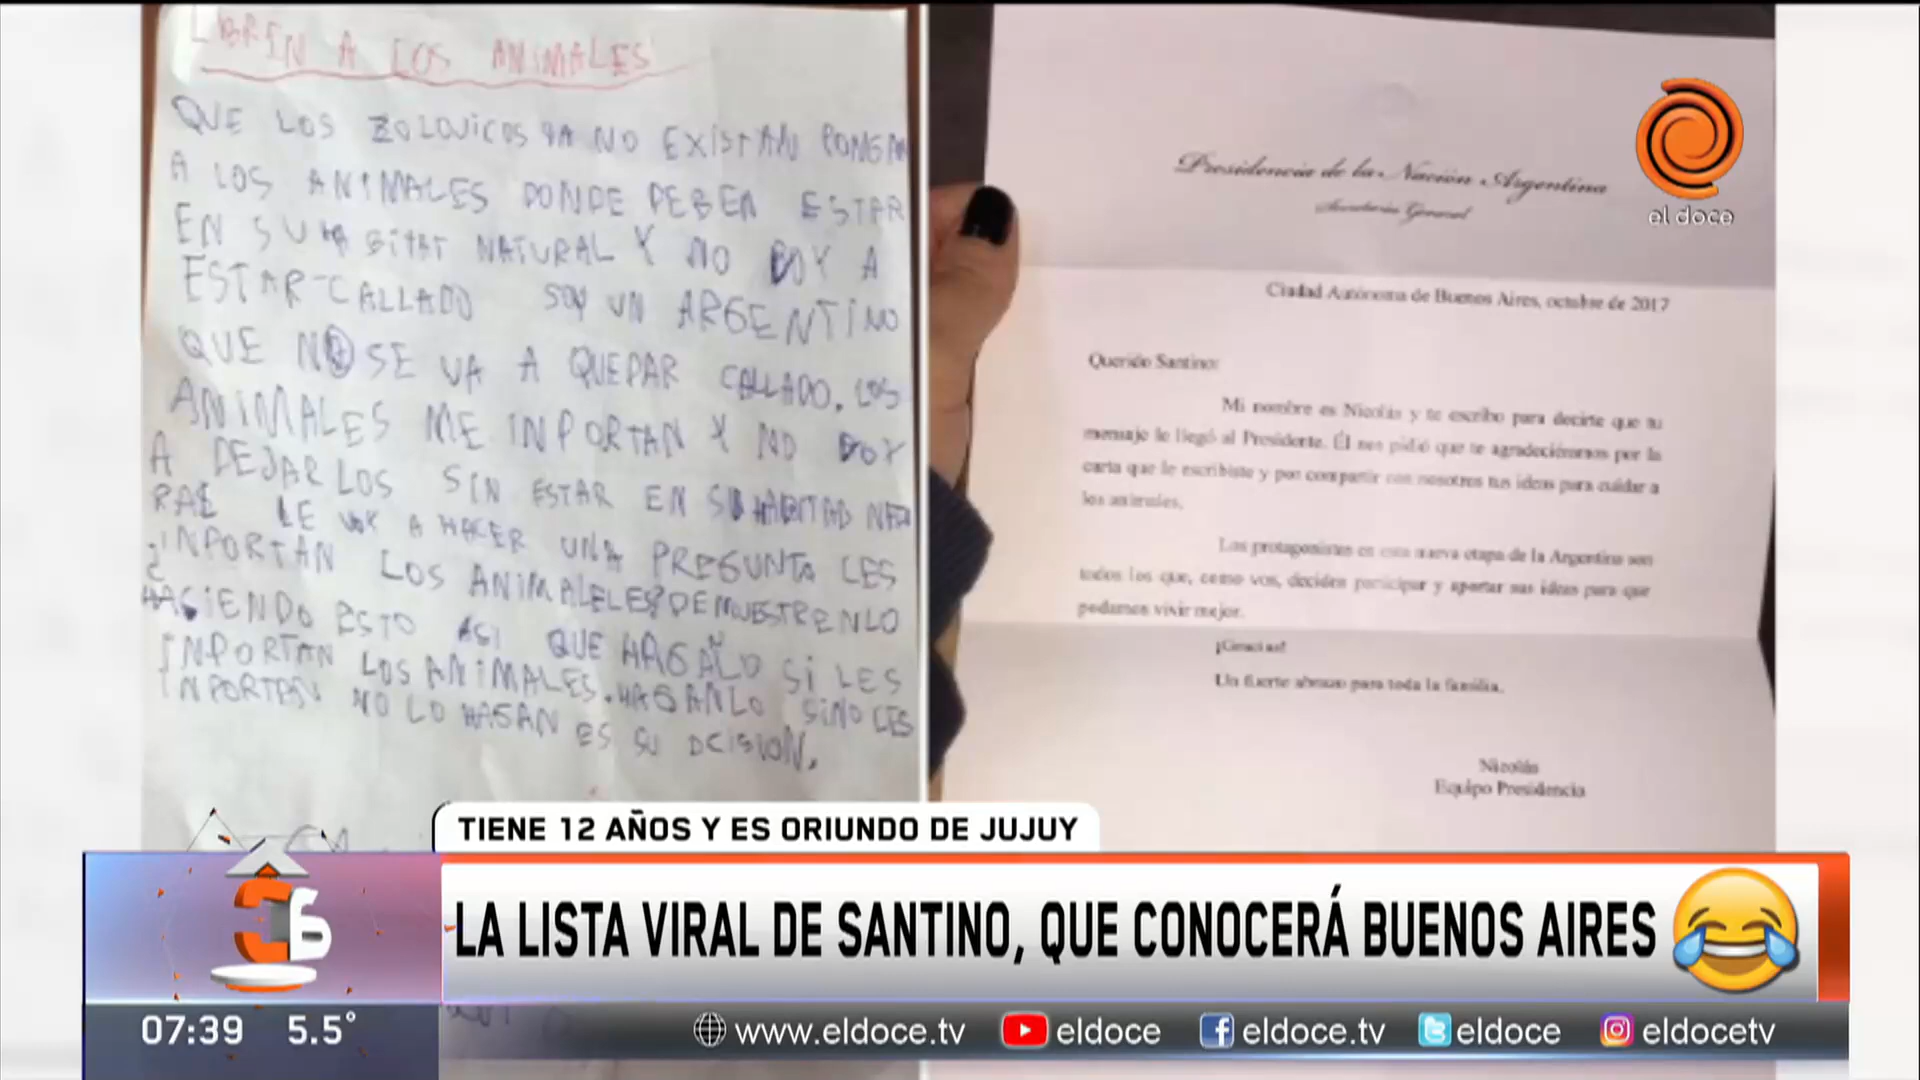 LIBREN A LOS ANIMALES
QUE LOS ZOLOJICOS YA NO EXISTAN PONGAN
A LOS ANIMALES DONDE DEBEN ESTAR
EN SU HA BITAT NATURAL Y NO BOY A
ESTAR-CALLADO SOY UN ARGENTINO
QUE NO SE VA A QUEDAR CALLADO. LOS
ANIMALES ME INPORTAN Y NO BOY
A DEJARLOS SIN ESTAR EN SU HABITAD
RAL LE A HACER UNA PREGUNTA LES
¿INPORTAN LOS ANIMALELES? DEMUESTRENLO
HASIENDO ESTO ASI QUE HAGANLO SI LES
INPORTAN LOS ANIMALES. HAGANLO SINO LES
INPORTAN NO LO HAGAN ES SU DCISION.
Presidencia de la Nación Argentina
Secretaría General
Ciudad Autónoma de Buenos Aires, octubre de 2017
Querido Santino:
Mi nombre es Nicolás y te escribo para decirte que tu
mensaje le llegó al Presidente. Él nos pidió que te agradeciéramos por la
carta que le escribiste y por compartir con nosotros tus ideas para cuidar a
los animales.
Los protagonistas en esta nueva etapa de la Argentina son
todos los que, como vos, deciden participar y aportar sus ideas para que
podamos vivir mejor.
¡Gracias!
Un fuerte abrazo para toda la familia.
Nicolás
Equipo Presidencia
el doce
TIENE 12 AÑOS Y ES ORIUNDO DE JUJUY
LA LISTA VIRAL DE SANTINO, QUE CONOCERÁ BUENOS AIRES
07:39 5.5° www.eldoce.tv eldoce eldoce.tv eldoce eldocetv